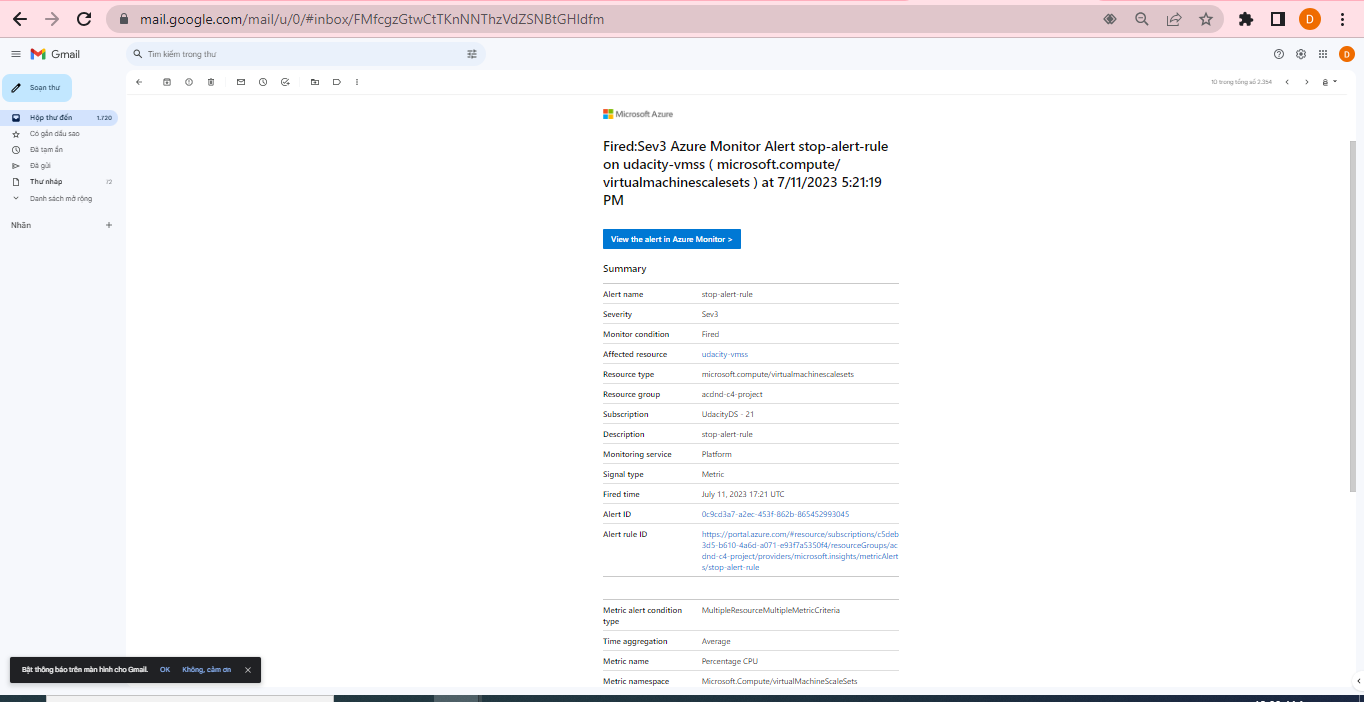 mail.google.com/mail/u/0/#inbox/FMfcgzGtwCtTKnNNThzVdZSNBtGHldfm
D
Gmail
Tìm kiếm trong thư
D
Soạn thư
10 trong tổng số 2.354
Hộp thư đến 1.720
Có gắn dấu sao
Đã tạm ẩn
Đã gửi
Thư nháp 72
Danh sách mở rộng
Nhãn +
Microsoft Azure
Fired:Sev3 Azure Monitor Alert stop-alert-rule
on udacity-vmss ( microsoft.compute/
virtualmachinescalesets ) at 7/11/2023 5:21:19
PM
View the alert in Azure Monitor >
Summary
Alert name stop-alert-rule
Severity Sev3
Monitor condition Fired
Affected resource udacity-vmss
Resource type microsoft.compute/virtualmachinescalesets
Resource group acdnd-c4-project
Subscription UdacityDS - 21
Description stop-alert-rule
Monitoring service Platform
Signal type Metric
Fired time July 11, 2023 17:21 UTC
Alert ID 0c9cd3a7-a2ec-453f-862b-865452993045
Alert rule ID https://portal.azure.com/#resource/subscriptions/c5deb
3d5-b610-4a6d-a071-e93f7a5350f4/resourceGroups/ac
dnd-c4-project/providers/microsoft.insights/metricAlert
s/stop-alert-rule
Metric alert condition MultipleResourceMultipleMetricCriteria
type
Time aggregation Average
Metric name Percentage CPU
Metric namespace Microsoft.Compute/virtualMachineScaleSets
Bật thông báo trên màn hình cho Gmail. OK Không, cảm ơn